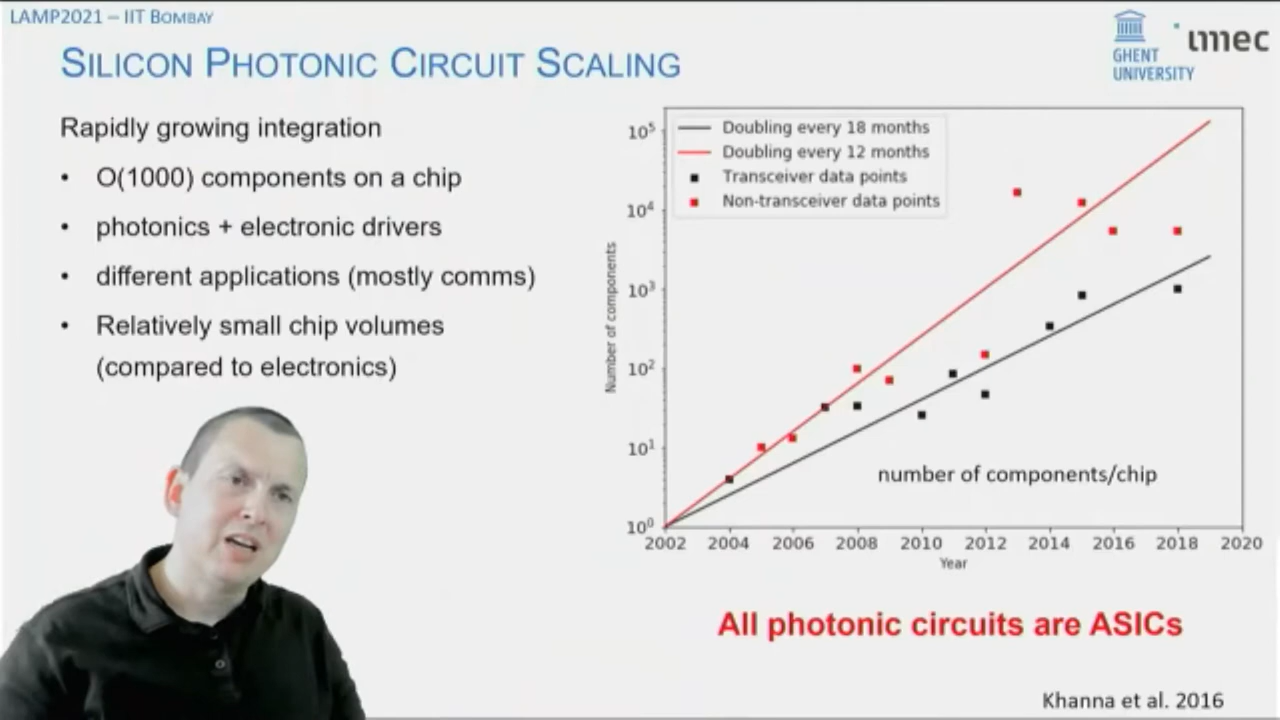 LAMP2021 – IIT BOMBAY
SILICON PHOTONIC CIRCUIT SCALING
GHENT
UNIVERSITY
imec
Rapidly growing integration
• O(1000) components on a chip
• photonics + electronic drivers
• different applications (mostly comms)
• Relatively small chip volumes
(compared to electronics)
Doubling every 18 months
Doubling every 12 months
Transceiver data points
Non-transceiver data points
10⁵
10⁴
10³
10²
10¹
10⁰
Number of components
number of components/chip
2002 2004 2006 2008 2010 2012 2014 2016 2018 2020
Year
All photonic circuits are ASICs
Khanna et al. 2016